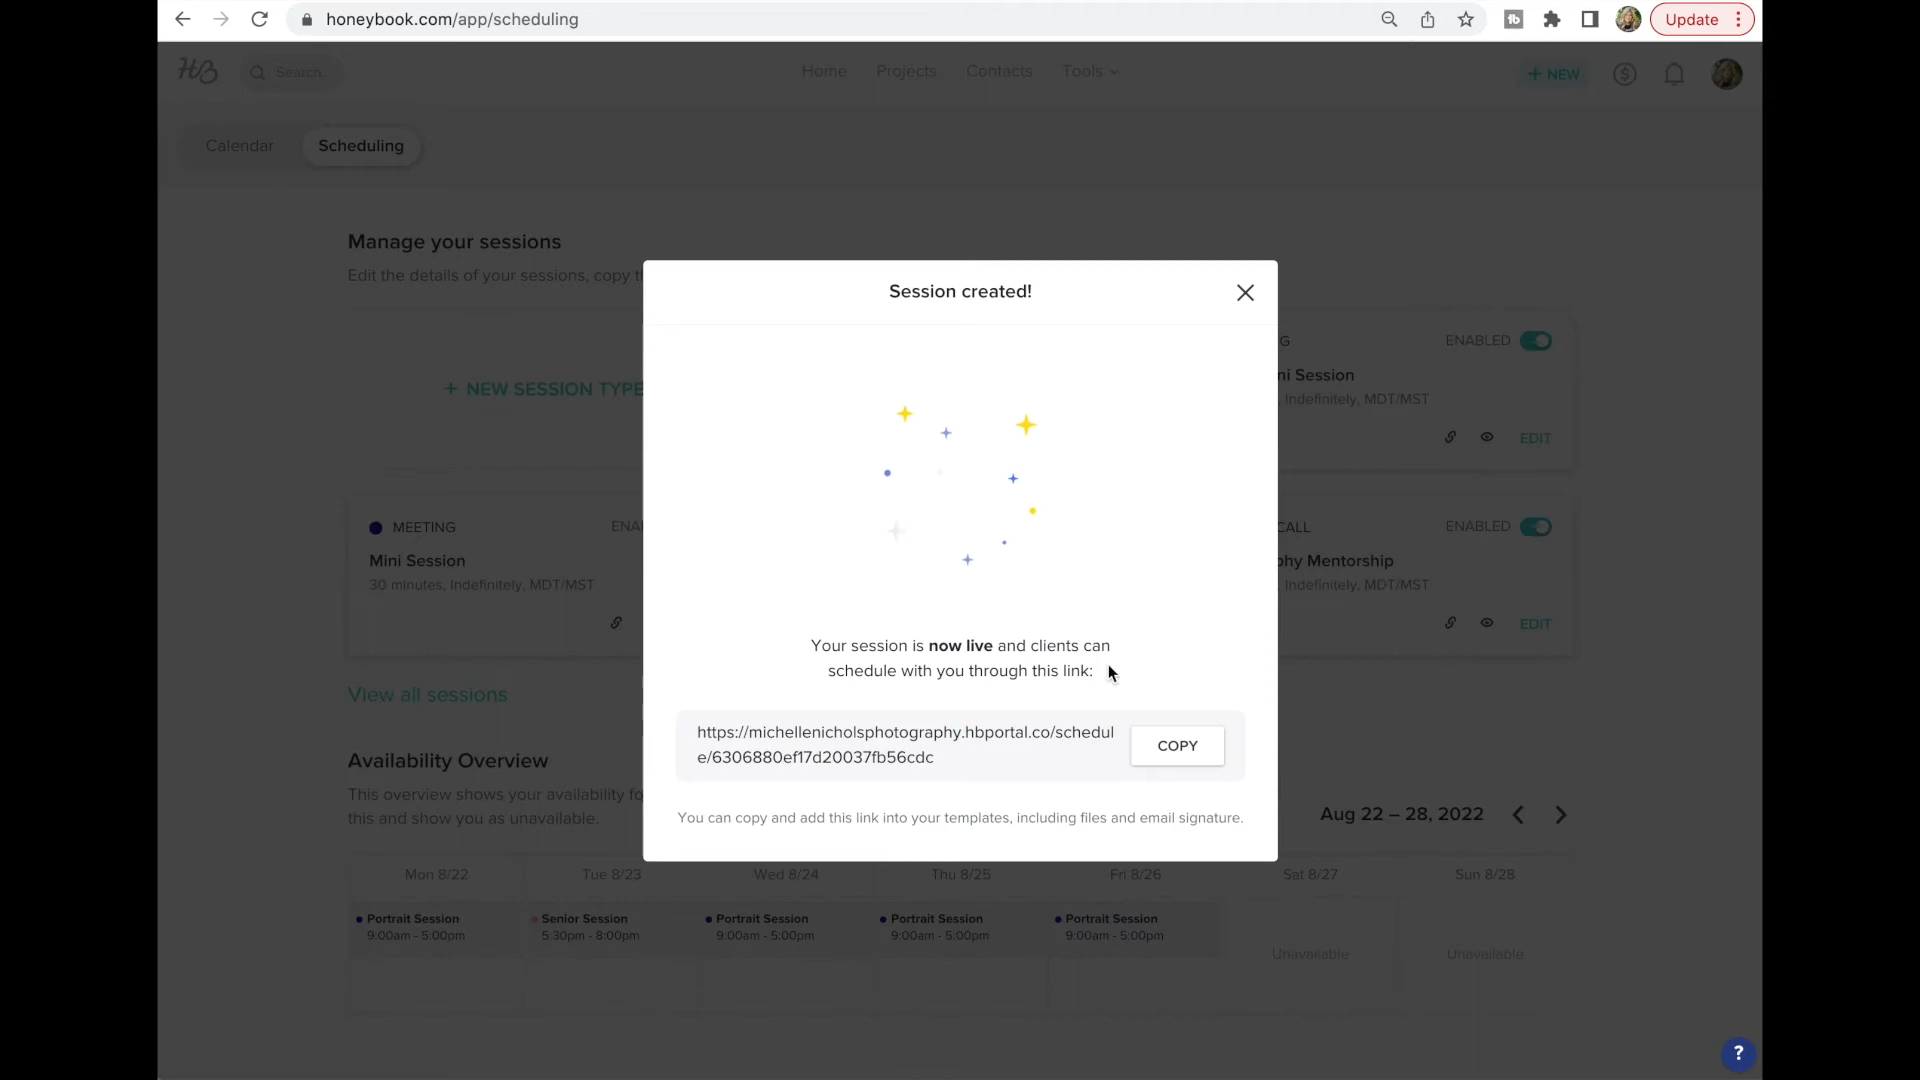 honeybook.com/app/scheduling
Update
HB
Search
Home
Projects
Contacts
Tools
+ NEW
Calendar
Scheduling
Manage your sessions
Edit the details of your sessions, copy
Session created!
+ NEW SESSION TYPE
G
ENABLED
ni Session
Indefinitely, MDT/MST
EDIT
MEETING
Mini Session
30 minutes, Indefinitely, MDT/MST
CALL
ENABLED
phy Mentorship
Indefinitely, MDT/MST
EDIT
Your session is now live and clients can
schedule with you through this link:
View all sessions
https://michellenicholsphotography.hbportal.co/schedul
e/6306880ef17d20037fb56cdc
COPY
You can copy and add this link into your templates, including files and email signature.
Availability Overview
This overview shows your availability
this and show you as unavailable.
Aug 22 – 28, 2022
Mon 8/22
Tue 8/23
Wed 8/24
Thu 8/25
Fri 8/26
Sat 8/27
Sun 8/28
Portrait Session
9:00am - 5:00pm
Senior Session
5:30pm - 8:00pm
Portrait Session
9:00am - 5:00pm
Portrait Session
9:00am - 5:00pm
Portrait Session
9:00am - 5:00pm
Unavailable
Unavailable
?